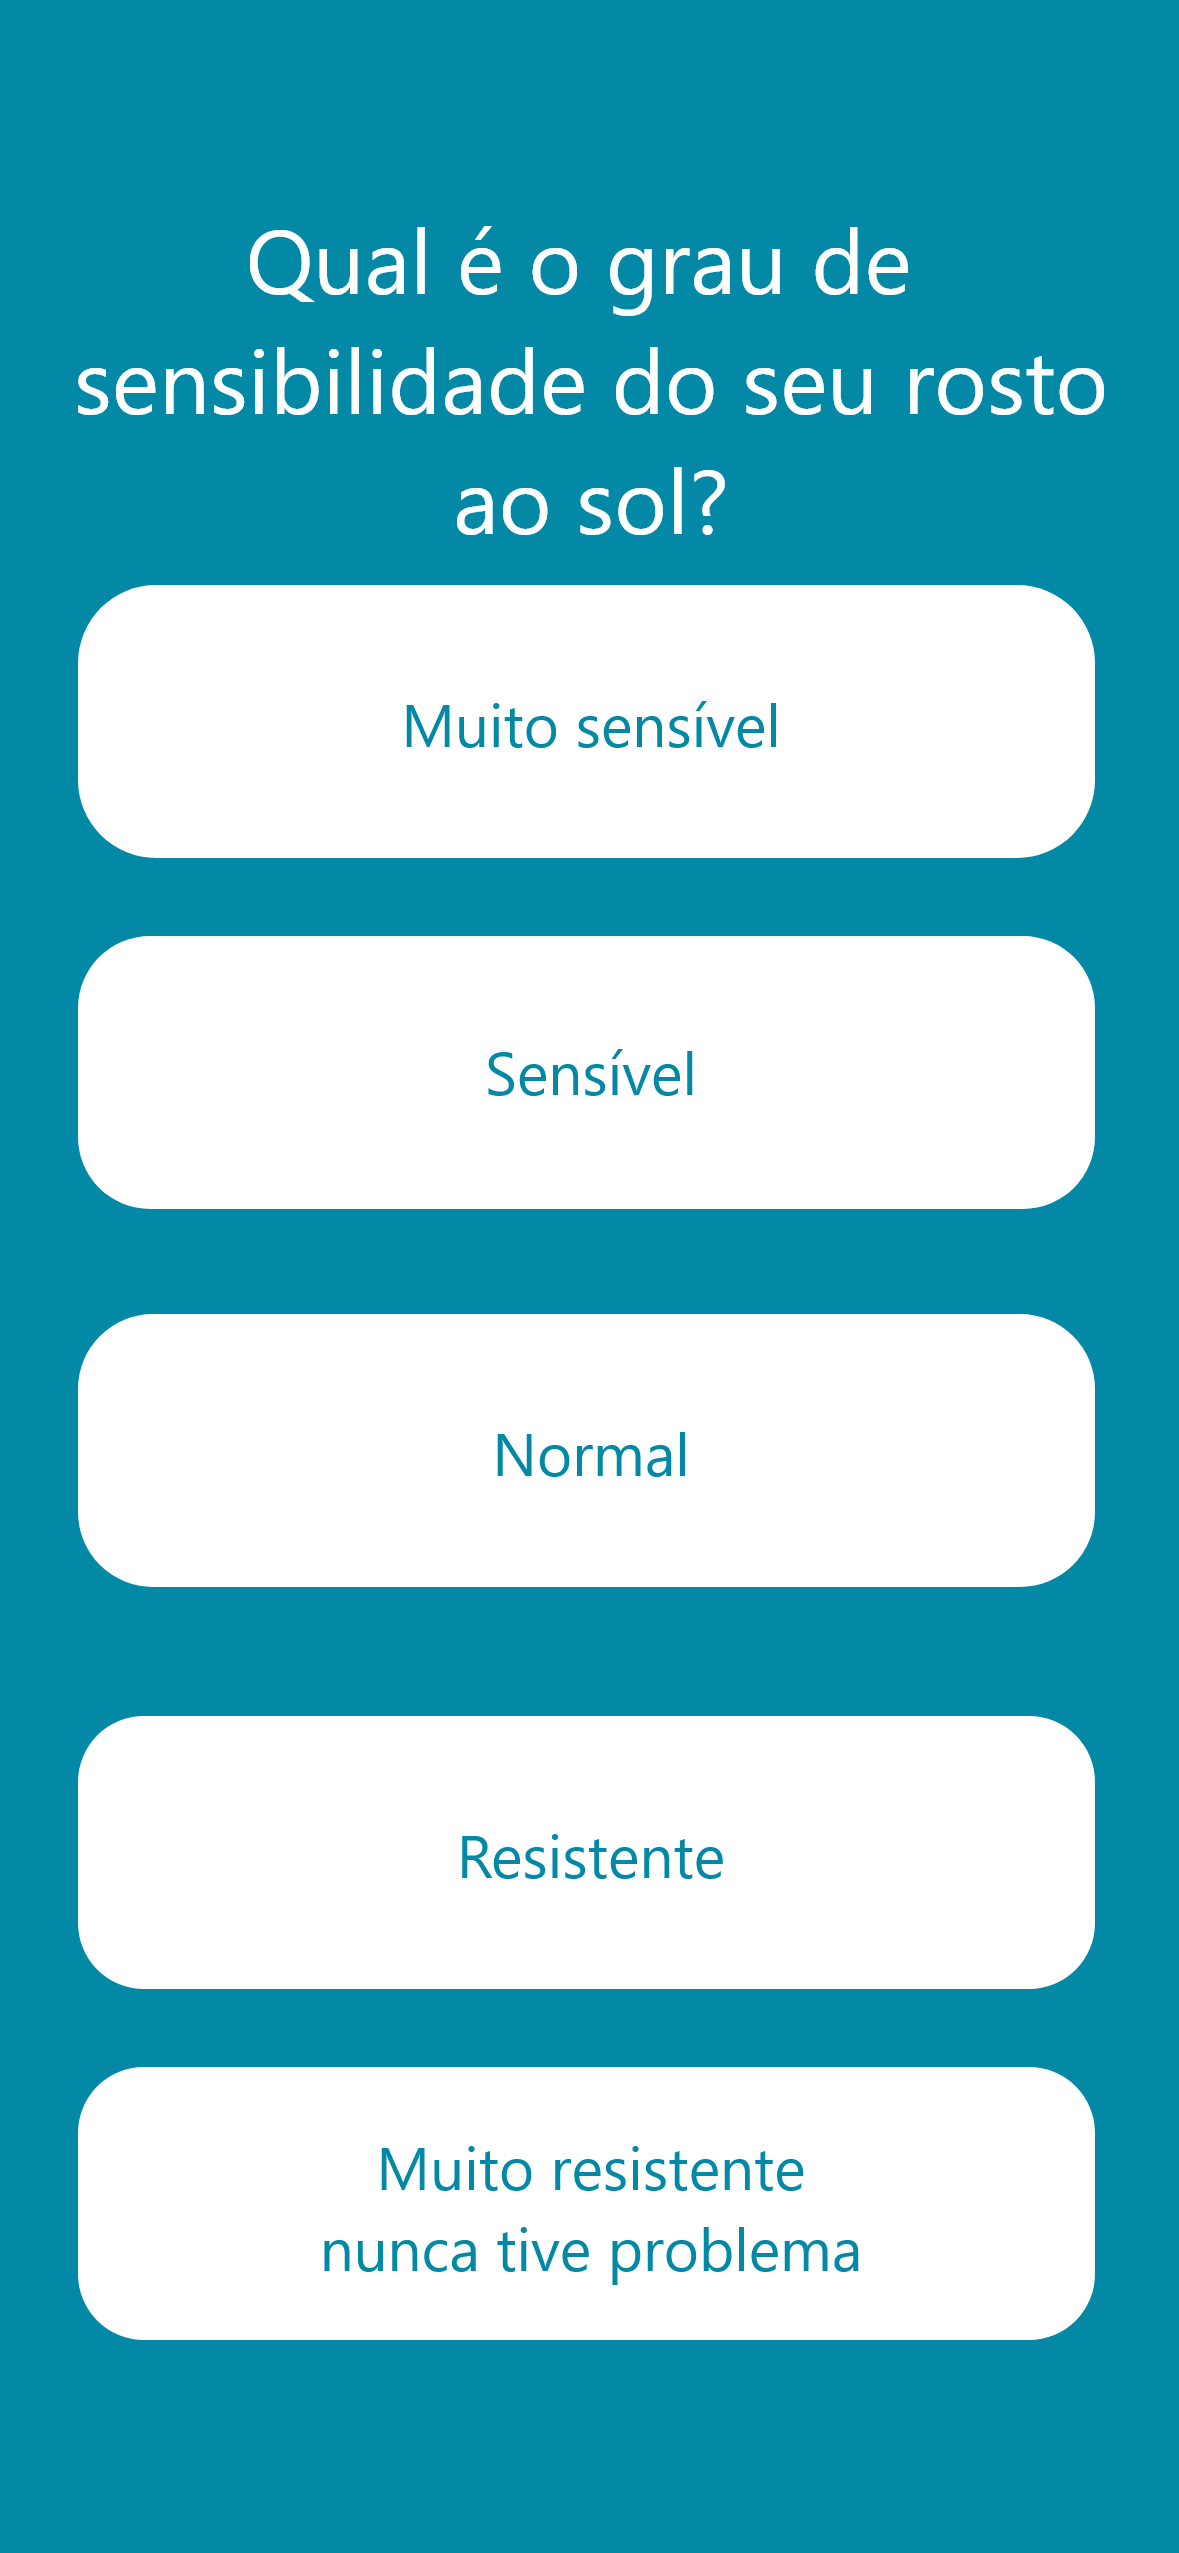 Qual é o grau de
sensibilidade do seu rosto
ao sol?
Muito sensível
Sensível
Normal
Resistente
Muito resistente
nunca tive problema